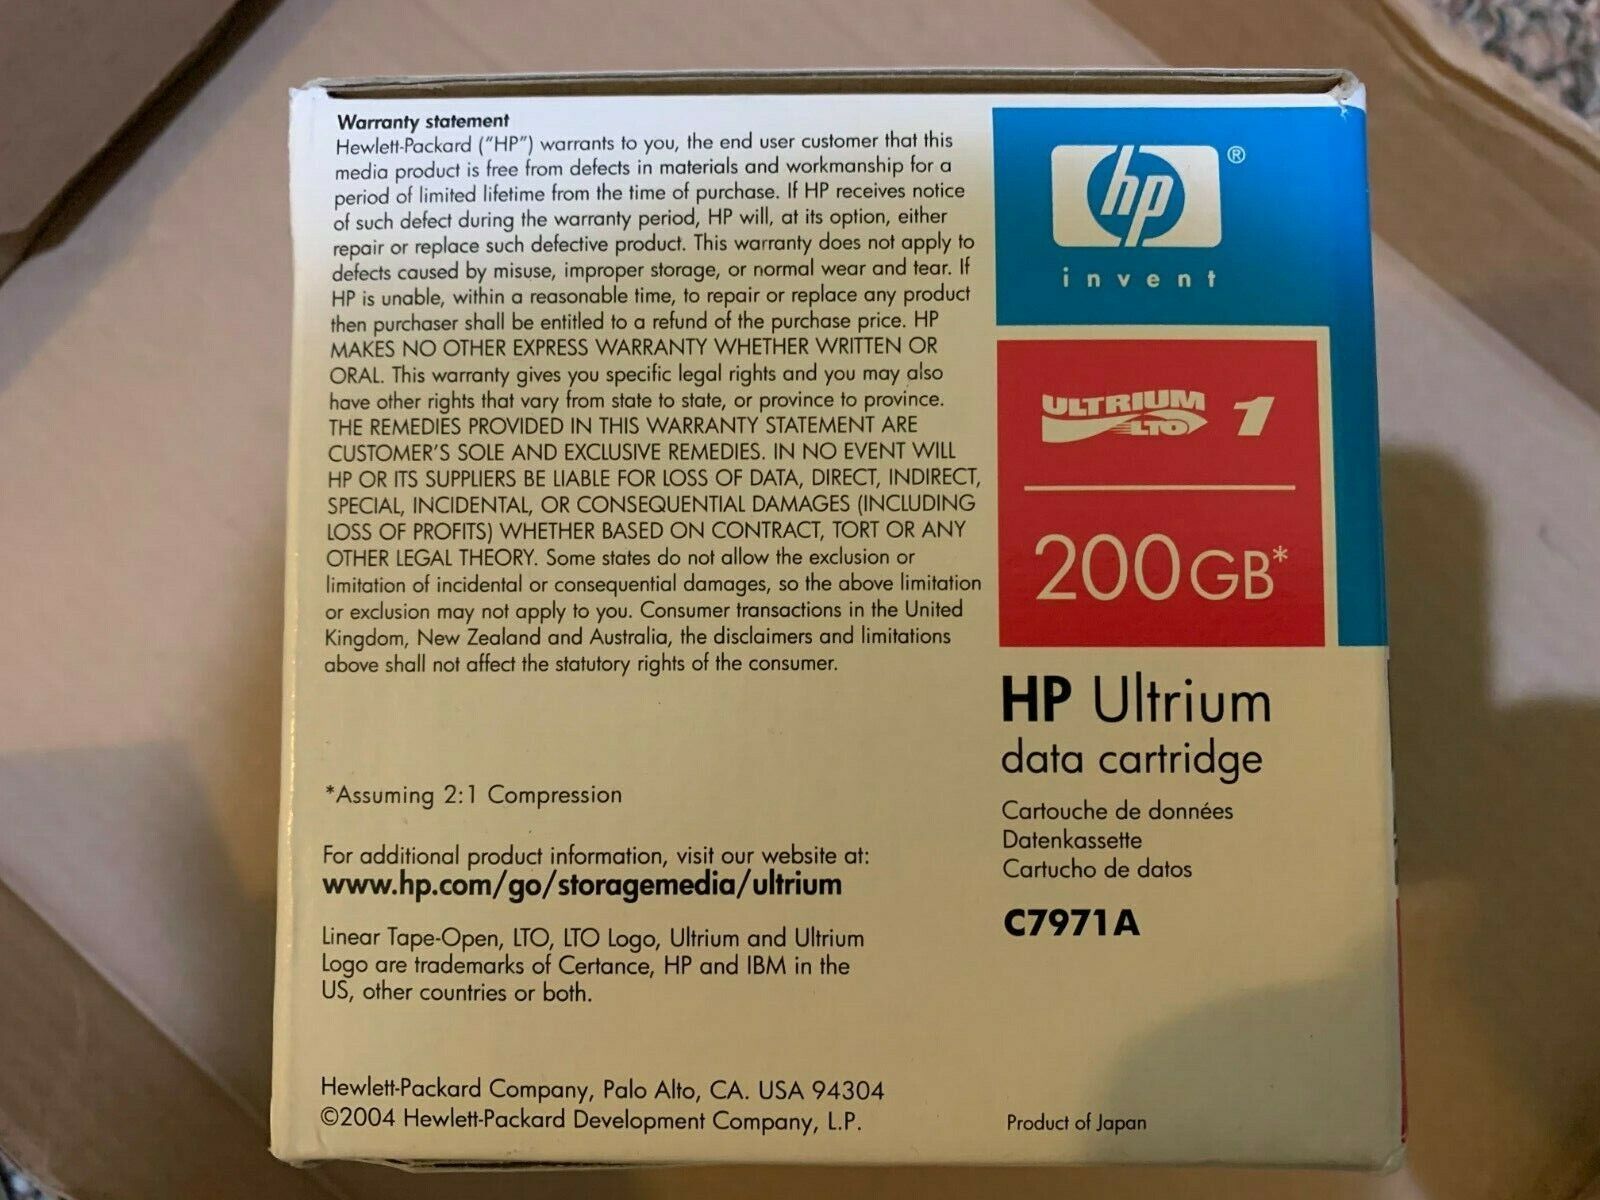 Warranty statement
Hewlett-Packard ("HP") warrants to you, the end user customer that this
media product is free from defects in materials and workmanship for a
period of limited lifetime from the time of purchase. If HP receives notice
of such defect during the warranty period, HP will, at its option, either
repair or replace such defective product. This warranty does not apply to
defects caused by misuse, improper storage, or normal wear and tear. If
HP is unable, within a reasonable time, to repair or replace any product
then purchaser shall be entitled to a refund of the purchase price. HP
MAKES NO OTHER EXPRESS WARRANTY WHETHER WRITTEN OR
ORAL. This warranty gives you specific legal rights and you may also
have other rights that vary from state to state, or province to province.
THE REMEDIES PROVIDED IN THIS WARRANTY STATEMENT ARE
CUSTOMER'S SOLE AND EXCLUSIVE REMEDIES. IN NO EVENT WILL
HP OR ITS SUPPLIERS BE LIABLE FOR LOSS OF DATA, DIRECT, INDIRECT,
SPECIAL, INCIDENTAL, OR CONSEQUENTIAL DAMAGES (INCLUDING
LOSS OF PROFITS) WHETHER BASED ON CONTRACT, TORT OR ANY
OTHER LEGAL THEORY. Some states do not allow the exclusion or
limitation of incidental or consequential damages, so the above limitation
or exclusion may not apply to you. Consumer transactions in the United
Kingdom, New Zealand and Australia, the disclaimers and limitations
above shall not affect the statutory rights of the consumer.
*Assuming 2:1 Compression
For additional product information, visit our website at:
www.hp.com/go/storagemedia/ultrium
Linear Tape-Open, LTO, LTO Logo, Ultrium and Ultrium
Logo are trademarks of Certance, HP and IBM in the
US, other countries or both.
Hewlett-Packard Company, Palo Alto, CA. USA 94304
©2004 Hewlett-Packard Development Company, L.P.
hp®
invent
ULTRIUM 1
LTO
200GB*
HP Ultrium
data cartridge
Cartouche de données
Datenkassette
Cartucho de datos
C7971A
Product of Japan